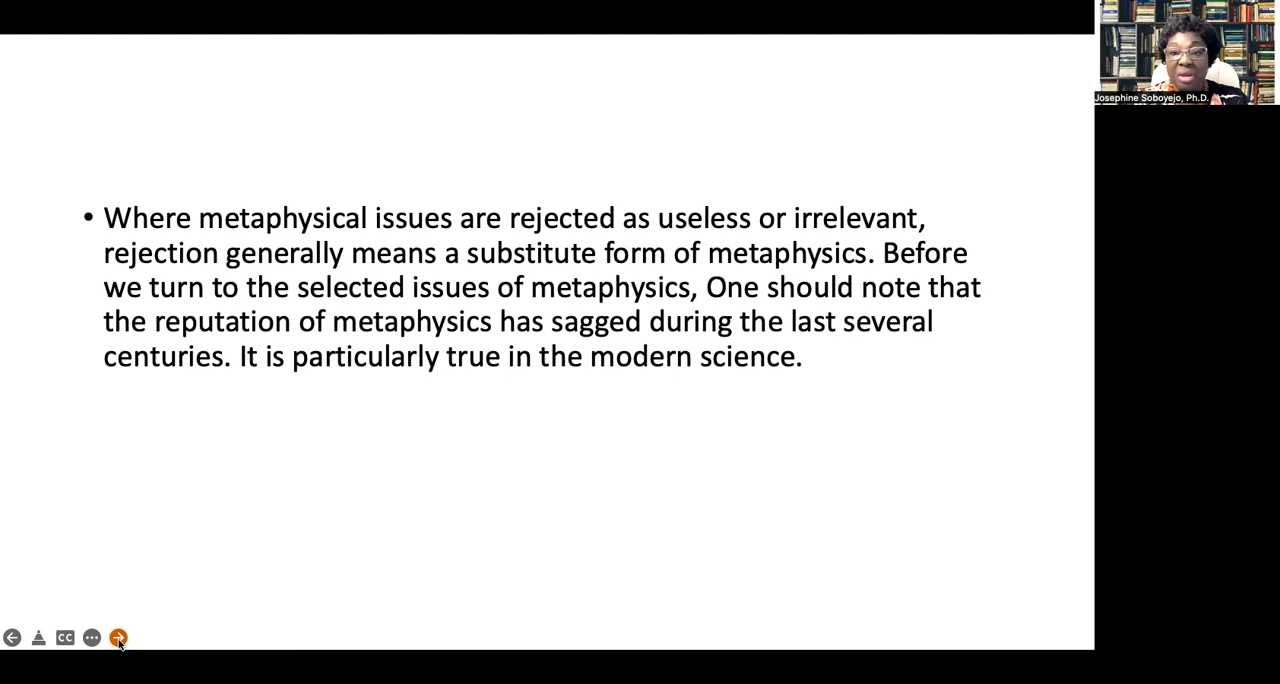 Josephine Soboyejo, Ph.D.
• Where metaphysical issues are rejected as useless or irrelevant,
rejection generally means a substitute form of metaphysics. Before
we turn to the selected issues of metaphysics, One should note that
the reputation of metaphysics has sagged during the last several
centuries. It is particularly true in the modern science.
CC